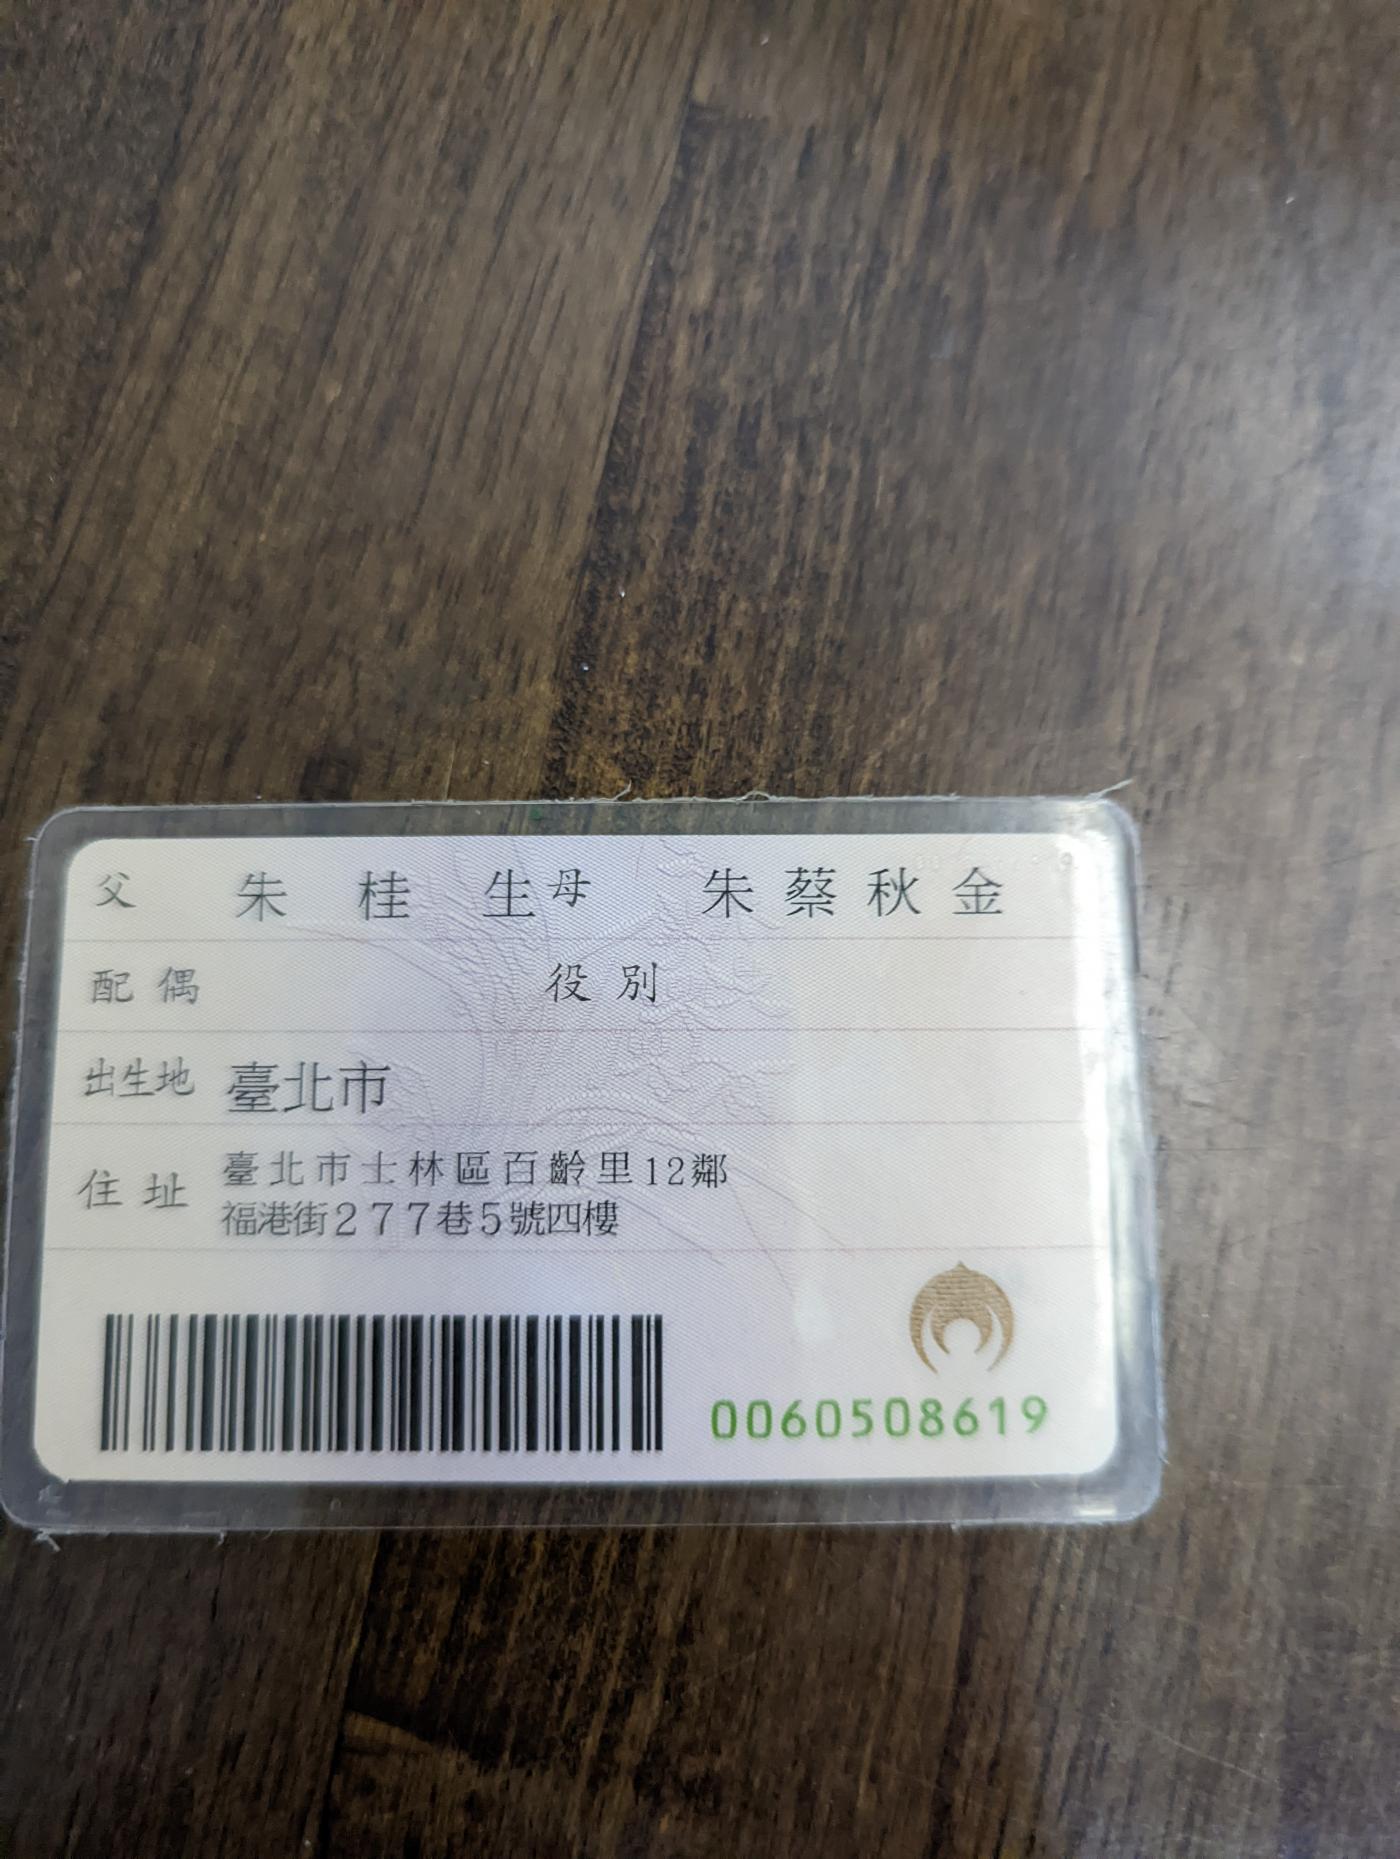 父 朱桂生 母 朱蔡秋金
配偶 役別
出生地 臺北市
住址 臺北市士林區百齡里12鄰
福港街277巷5號四樓
0060508619